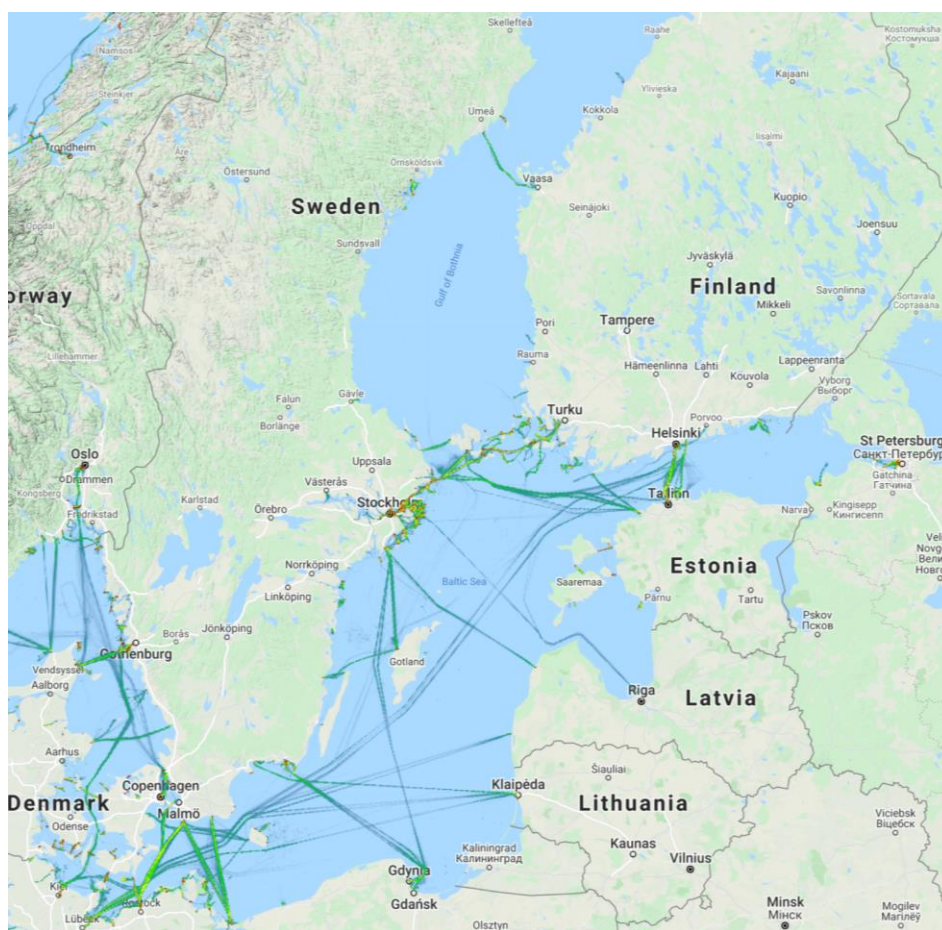 Skellefteå
Raahe
Kostomuksha
Костомукша
Namsos
Kajaani
Steinkjer
Ylivieska
Umeå
Kokkola
Iisalmi
Trondheim
Åre
Östersund
Örnsköldsvik
Vaasa
Kuopio
Seinäjoki
Sweden
Joensuu
Oppdal
Sundsvall
Jyväskylä
Gulf of Bothnia
Savonlinna
Finland
orway
Sortavala
Сортавала
Mikkeli
Pori
Tampere
Lillehammer
Rauma
Hämeenlinna
Lahti
Lappeenranta
Kouvola
Vyborg
Выборг
Gävle
Falun
Borlänge
Turku
Porvoo
Helsinki
St Petersburg
Санкт-Петербур
Oslo
Drammen
Uppsala
Gatchina
Гатчина
Kongsberg
Västerås
Karlstad
Stockholm
Tallinn
Fredrikstad
Örebro
Narva
Kingisepp
Кингисепп
Norrköping
Linköping
Baltic Sea
Saaremaa
Estonia
Pärnu
Tartu
Pskov
Псков
Borås
Jönköping
Gothenburg
Gotland
Vendsyssel
Aalborg
Riga
Latvia
Aarhus
Šiauliai
Copenhagen
Klaipėda
Denmark
Malmö
Lithuania
Odense
Viciebsk
Віцебск
Kaliningrad
Калининград
Kaunas
Vilnius
Gdynia
Kiel
Gdańsk
Rostock
Lübeck
Olsztyn
Minsk
Мінск
Mogilev
Магілёў